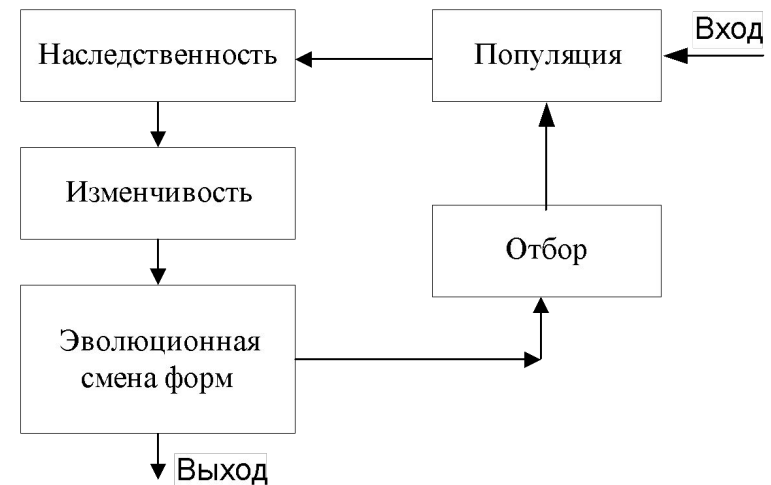 Вход
Наследственность
Популяция
Изменчивость
Отбор
Эволюционная
смена форм
Выход